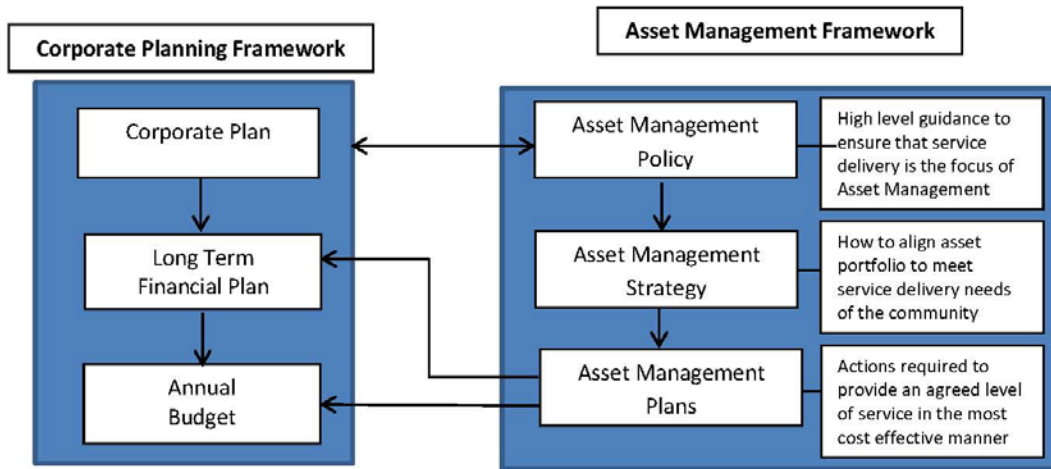 Corporate Planning Framework
Corporate Plan
Long Term
Financial Plan
Annual
Budget
Asset Management Framework
Asset Management
Policy
High level guidance to
ensure that service
delivery is the focus of
Asset Management
Asset Management
Strategy
How to align asset
portfolio to meet
service delivery needs
of the community
Asset Management
Plans
Actions required to
provide an agreed level
of service in the most
cost effective manner